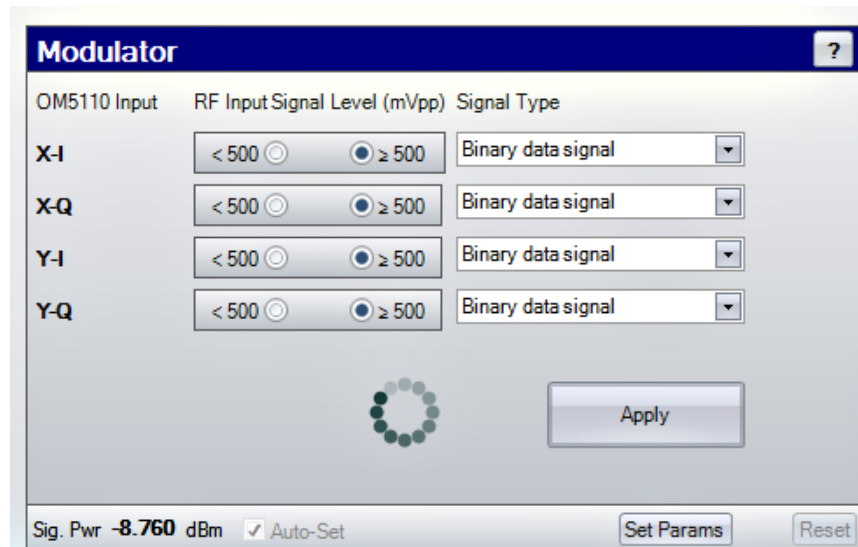 Modulator ?
OM5110 Input RF Input Signal Level (mVpp) Signal Type
X-I < 500 ≥ 500 Binary data signal
X-Q < 500 ≥ 500 Binary data signal
Y-I < 500 ≥ 500 Binary data signal
Y-Q < 500 ≥ 500 Binary data signal
Apply
Sig. Pwr -8.760 dBm Auto-Set Set Params Reset